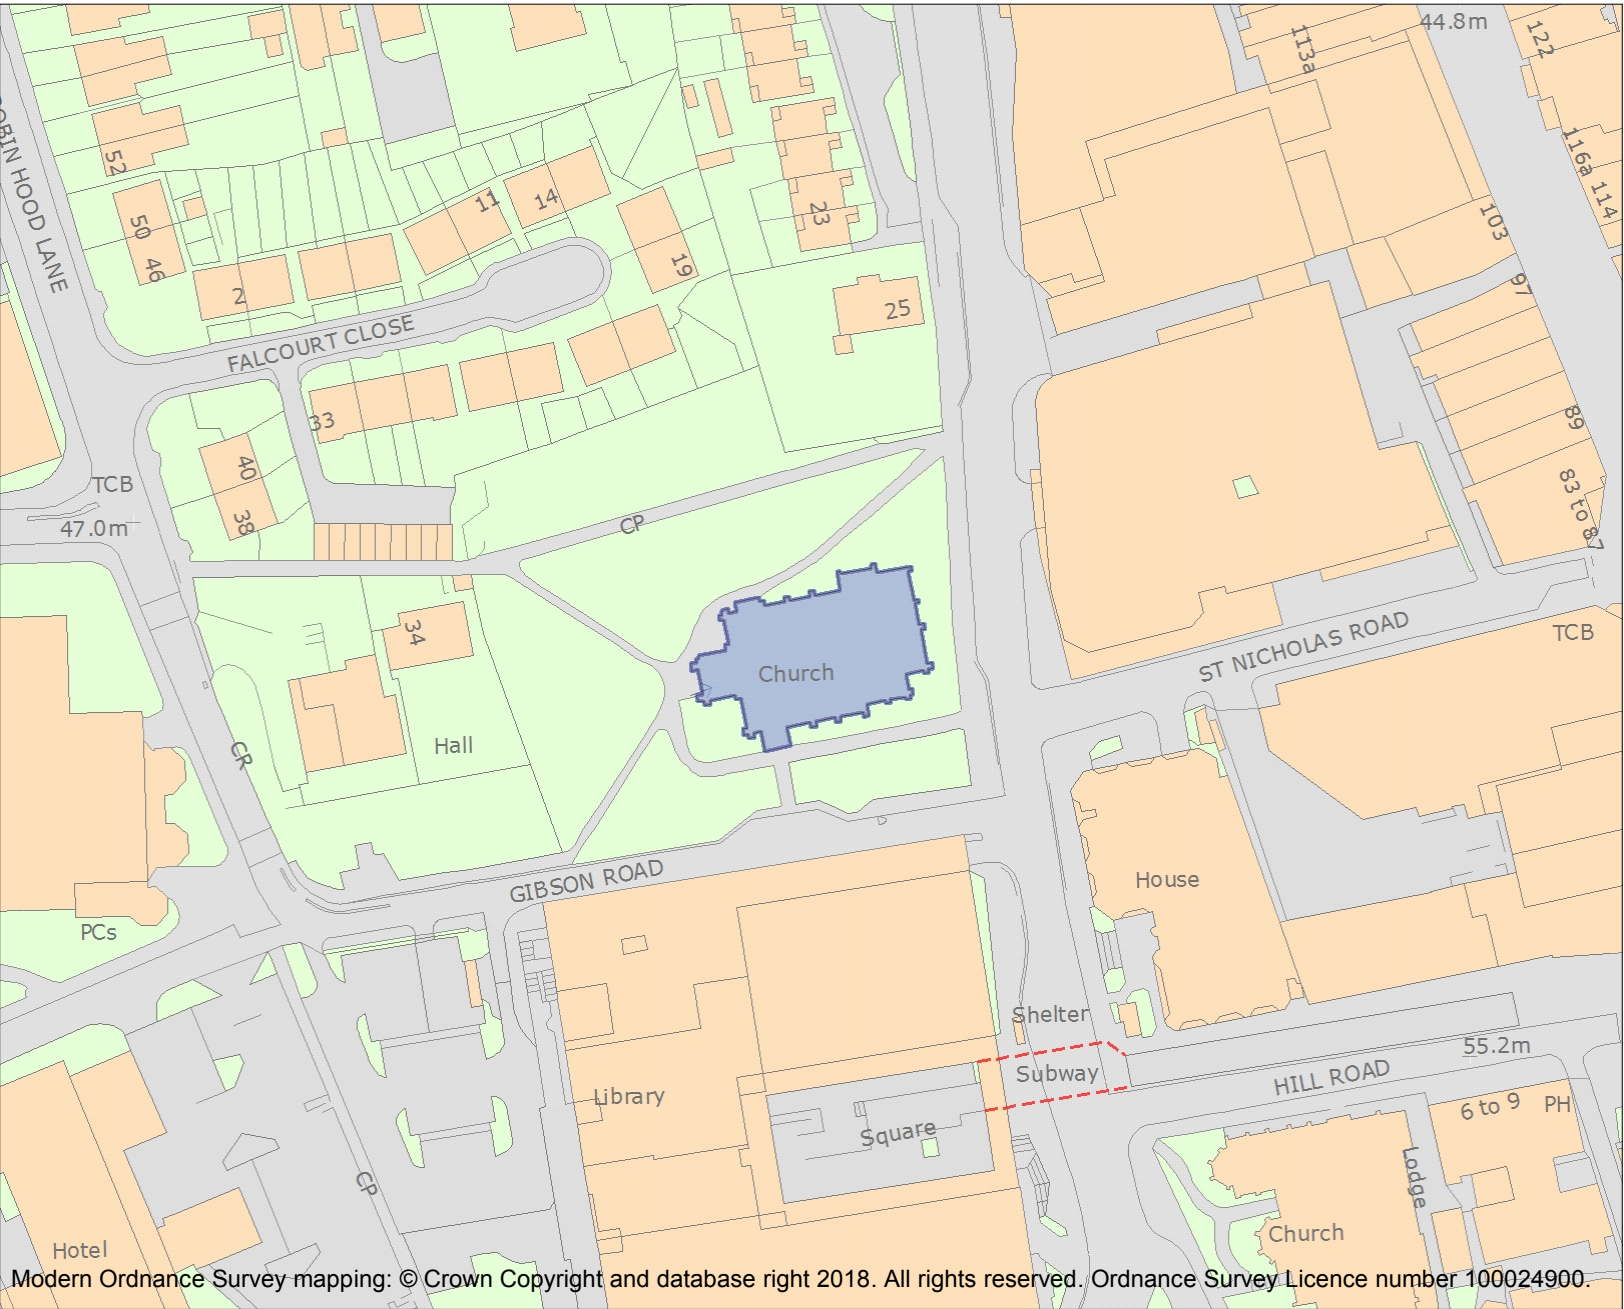 44.8m
122
113a
116a
114
52
50
46
11
14
23
103
ROBIN HOOD LANE
19
2
97
25
FALCOURT CLOSE
33
89
40
38
TCB
47.0m
CP
83 to 87
34
Church
ST NICHOLAS ROAD
TCB
CR
Hall
GIBSON ROAD
House
PCs
Shelter
Subway
55.2m
HILL ROAD
Library
Square
6 to 9
PH
CP
Lodge
Church
Hotel
Modern Ordnance Survey mapping: © Crown Copyright and database right 2018. All rights reserved. Ordnance Survey Licence number 100024900.